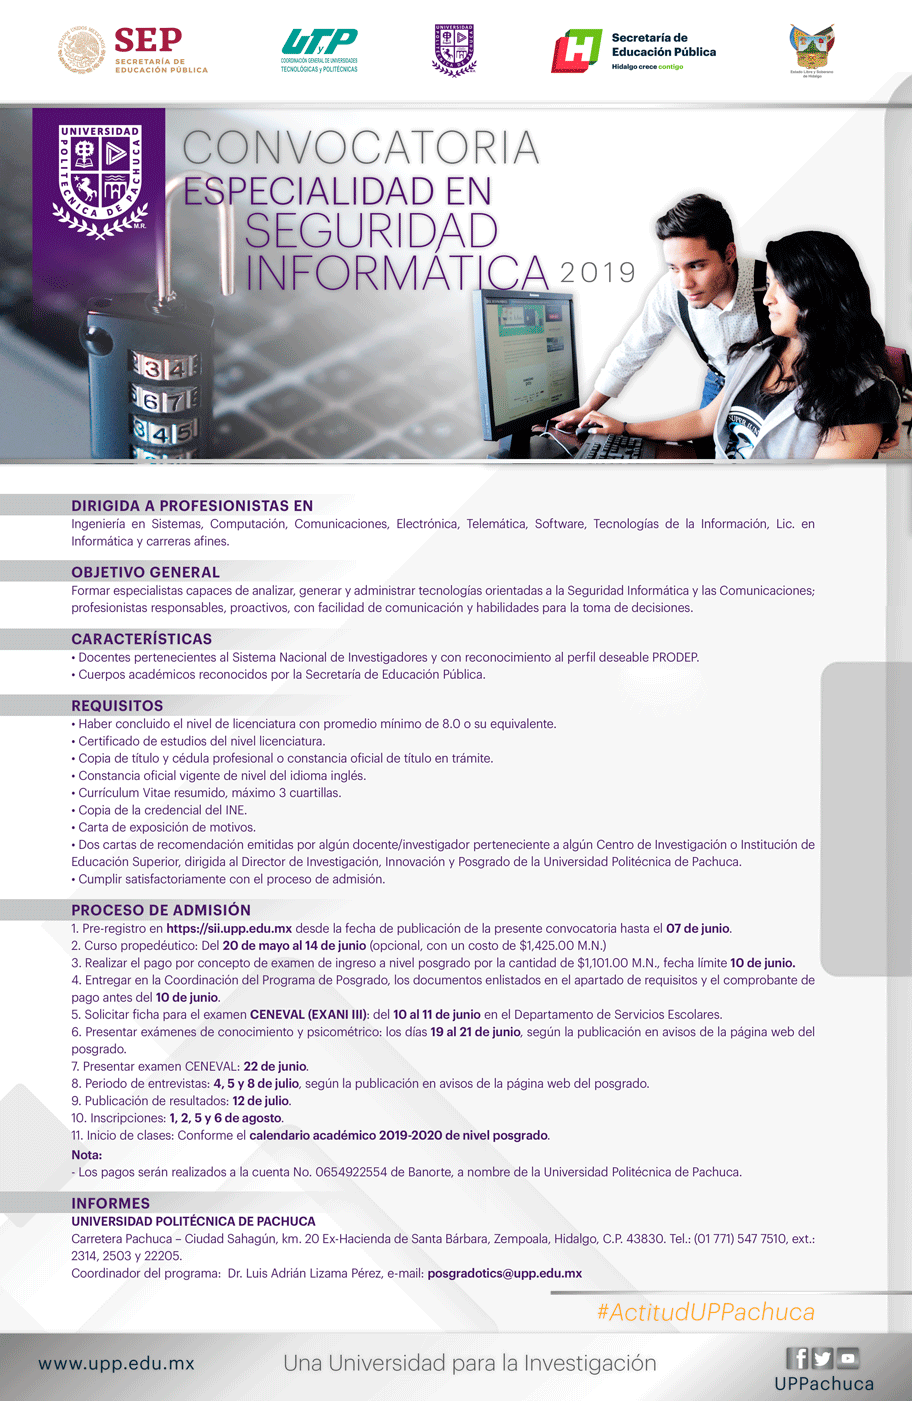 SEP
SECRETARÍA DE
EDUCACIÓN PÚBLICA
UTyP
COORDINACIÓN GENERAL DE UNIVERSIDADES
TECNOLÓGICAS y POLITÉCNICAS
H
Secretaría de
Educación Pública
Hidalgo crece contigo
Estado Libre y Soberano
de Hidalgo
UNIVERSIDAD
POLITÉCNICA DE PACHUCA
M.R.
CONVOCATORIA
ESPECIALIDAD EN
SEGURIDAD
INFORMÁTICA 2019
DIRIGIDA A PROFESIONISTAS EN
Ingeniería en Sistemas, Computación, Comunicaciones, Electrónica, Telemática, Software, Tecnologías de la Información, Lic. en
Informática y carreras afines.
OBJETIVO GENERAL
Formar especialistas capaces de analizar, generar y administrar tecnologías orientadas a la Seguridad Informática y las Comunicaciones;
profesionistas responsables, proactivos, con facilidad de comunicación y habilidades para la toma de decisiones.
CARACTERÍSTICAS
• Docentes pertenecientes al Sistema Nacional de Investigadores y con reconocimiento al perfil deseable PRODEP.
• Cuerpos académicos reconocidos por la Secretaría de Educación Pública.
REQUISITOS
• Haber concluido el nivel de licenciatura con promedio mínimo de 8.0 o su equivalente.
• Certificado de estudios del nivel licenciatura.
• Copia de título y cédula profesional o constancia oficial de título en trámite.
• Constancia oficial vigente de nivel del idioma inglés.
• Currículum Vitae resumido, máximo 3 cuartillas.
• Copia de la credencial del INE.
• Carta de exposición de motivos.
• Dos cartas de recomendación emitidas por algún docente/investigador perteneciente a algún Centro de Investigación o Institución de
Educación Superior, dirigida al Director de Investigación, Innovación y Posgrado de la Universidad Politécnica de Pachuca.
• Cumplir satisfactoriamente con el proceso de admisión.
PROCESO DE ADMISIÓN
1. Pre-registro en https://sii.upp.edu.mx desde la fecha de publicación de la presente convocatoria hasta el 07 de junio.
2. Curso propedéutico: Del 20 de mayo al 14 de junio (opcional, con un costo de $1,425.00 M.N.)
3. Realizar el pago por concepto de examen de ingreso a nivel posgrado por la cantidad de $1,101.00 M.N., fecha límite 10 de junio.
4. Entregar en la Coordinación del Programa de Posgrado, los documentos enlistados en el apartado de requisitos y el comprobante de
pago antes del 10 de junio.
5. Solicitar ficha para el examen CENEVAL (EXANI III): del 10 al 11 de junio en el Departamento de Servicios Escolares.
6. Presentar exámenes de conocimiento y psicométrico: los días 19 al 21 de junio, según la publicación en avisos de la página web del
posgrado.
7. Presentar examen CENEVAL: 22 de junio.
8. Periodo de entrevistas: 4, 5 y 8 de julio, según la publicación en avisos de la página web del posgrado.
9. Publicación de resultados: 12 de julio.
10. Inscripciones: 1, 2, 5 y 6 de agosto.
11. Inicio de clases: Conforme el calendario académico 2019-2020 de nivel posgrado.
Nota:
- Los pagos serán realizados a la cuenta No. 0654922554 de Banorte, a nombre de la Universidad Politécnica de Pachuca.
INFORMES
UNIVERSIDAD POLITÉCNICA DE PACHUCA
Carretera Pachuca – Ciudad Sahagún, km. 20 Ex-Hacienda de Santa Bárbara, Zempoala, Hidalgo, C.P. 43830. Tel.: (01 771) 547 7510, ext.:
2314, 2503 y 22205.
Coordinador del programa: Dr. Luis Adrián Lizama Pérez, e-mail: posgradotics@upp.edu.mx
#ActitudUPPachuca
www.upp.edu.mx
Una Universidad para la Investigación
UPPachuca